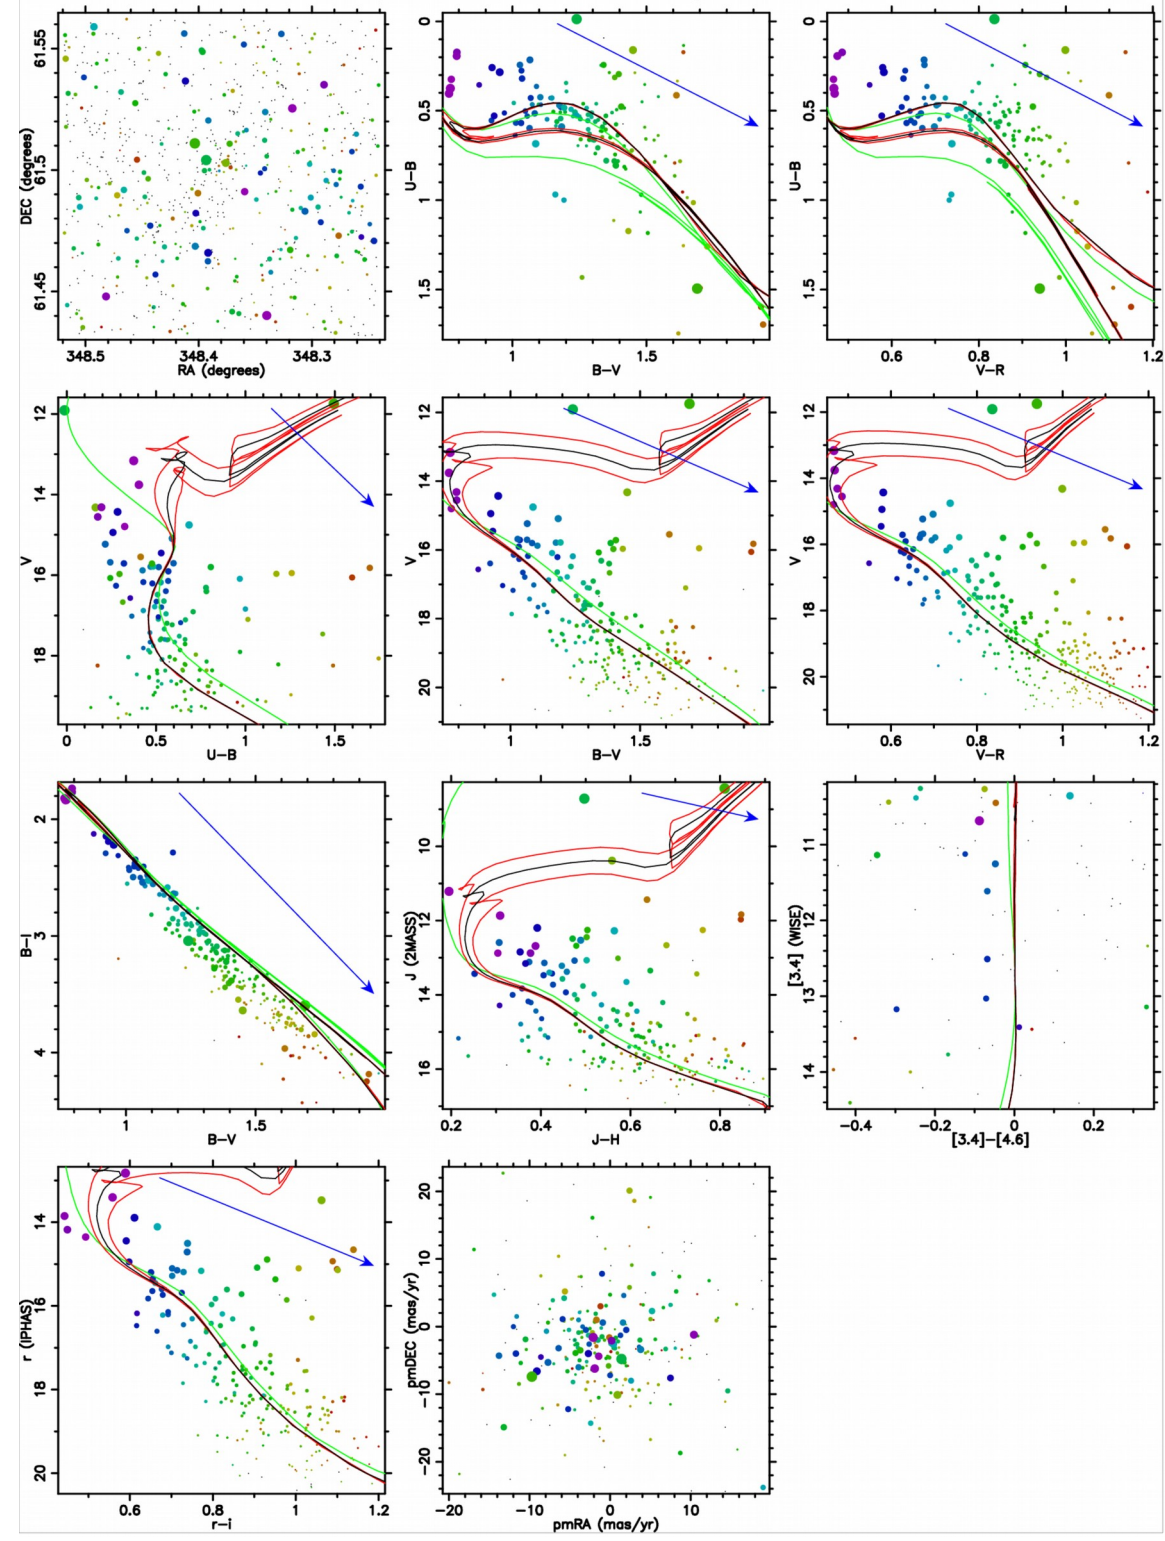 61.55
61.5
61.45
DEC (degrees)
348.5 348.4 348.3
RA (degrees)
0
0.5
1
1.5
U-B
1 1.5
B-V
0
0.5
1
1.5
U-B
0.6 0.8 1 1.2
V-R
12
14
16
18
V
0 0.5 1 1.5
U-B
12
14
16
18
20
V
1 1.5
B-V
12
14
16
18
20
V
0.6 0.8 1 1.2
V-R
2
3
4
B-I
1 1.5
B-V
10
12
14
16
J (2MASS)
0.2 0.4 0.6 0.8
J-H
11
12
13
14
[3.4] (WISE)
-0.4 -0.2 0 0.2
[3.4]-[4.6]
14
16
18
20
r (IPHAS)
0.6 0.8 1 1.2
r-i
20
10
0
-10
-20
pmDEC (mas/yr)
-20 -10 0 10
pmRA (mas/yr)